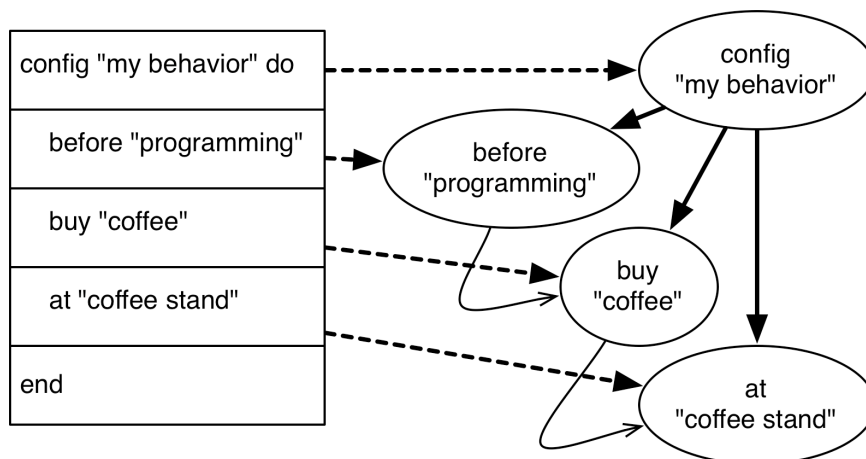 config "my behavior" do
before "programming"
buy "coffee"
at "coffee stand"
end
config
"my behavior"
before
"programming"
buy
"coffee"
at
"coffee stand"